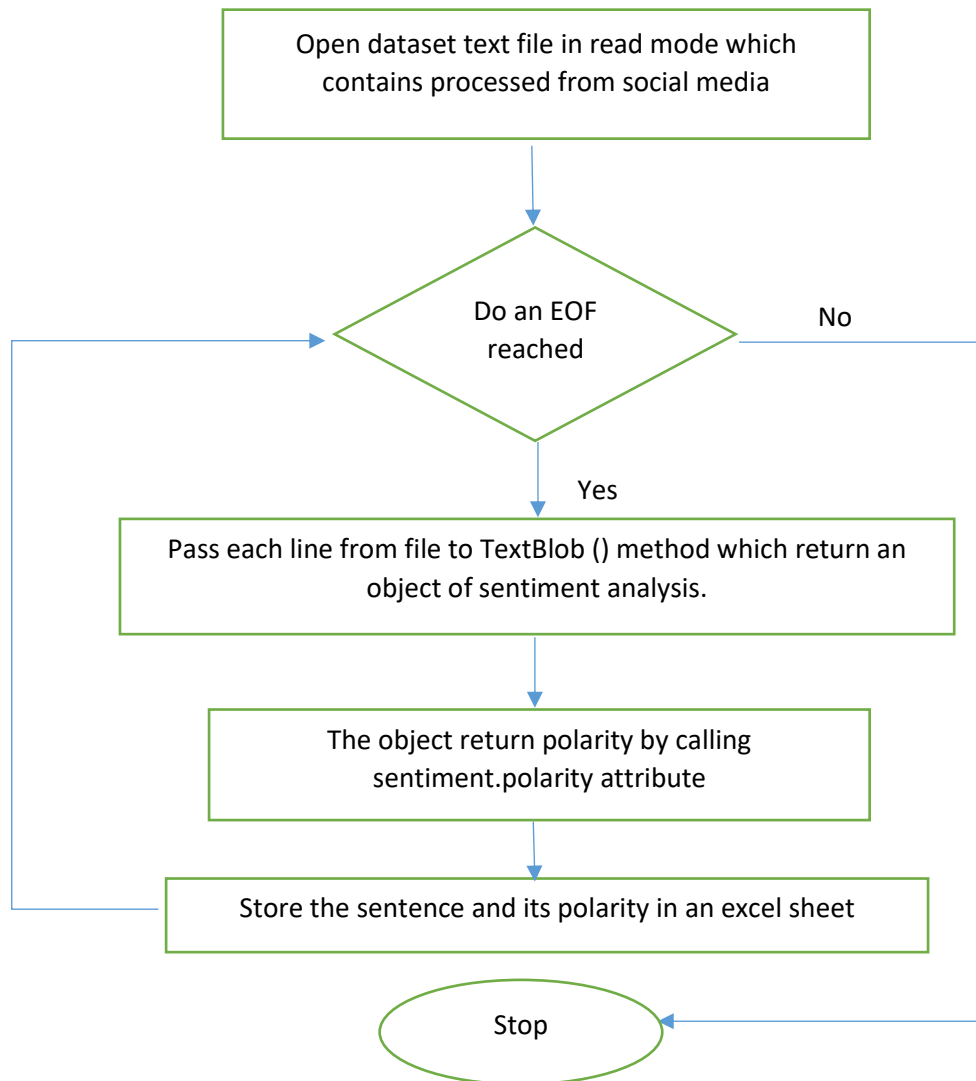 Open dataset text file in read mode which
contains processed from social media
Do an EOF
reached
No
Yes
Pass each line from file to TextBlob () method which return an
object of sentiment analysis.
The object return polarity by calling
sentiment.polarity attribute
Store the sentence and its polarity in an excel sheet
Stop